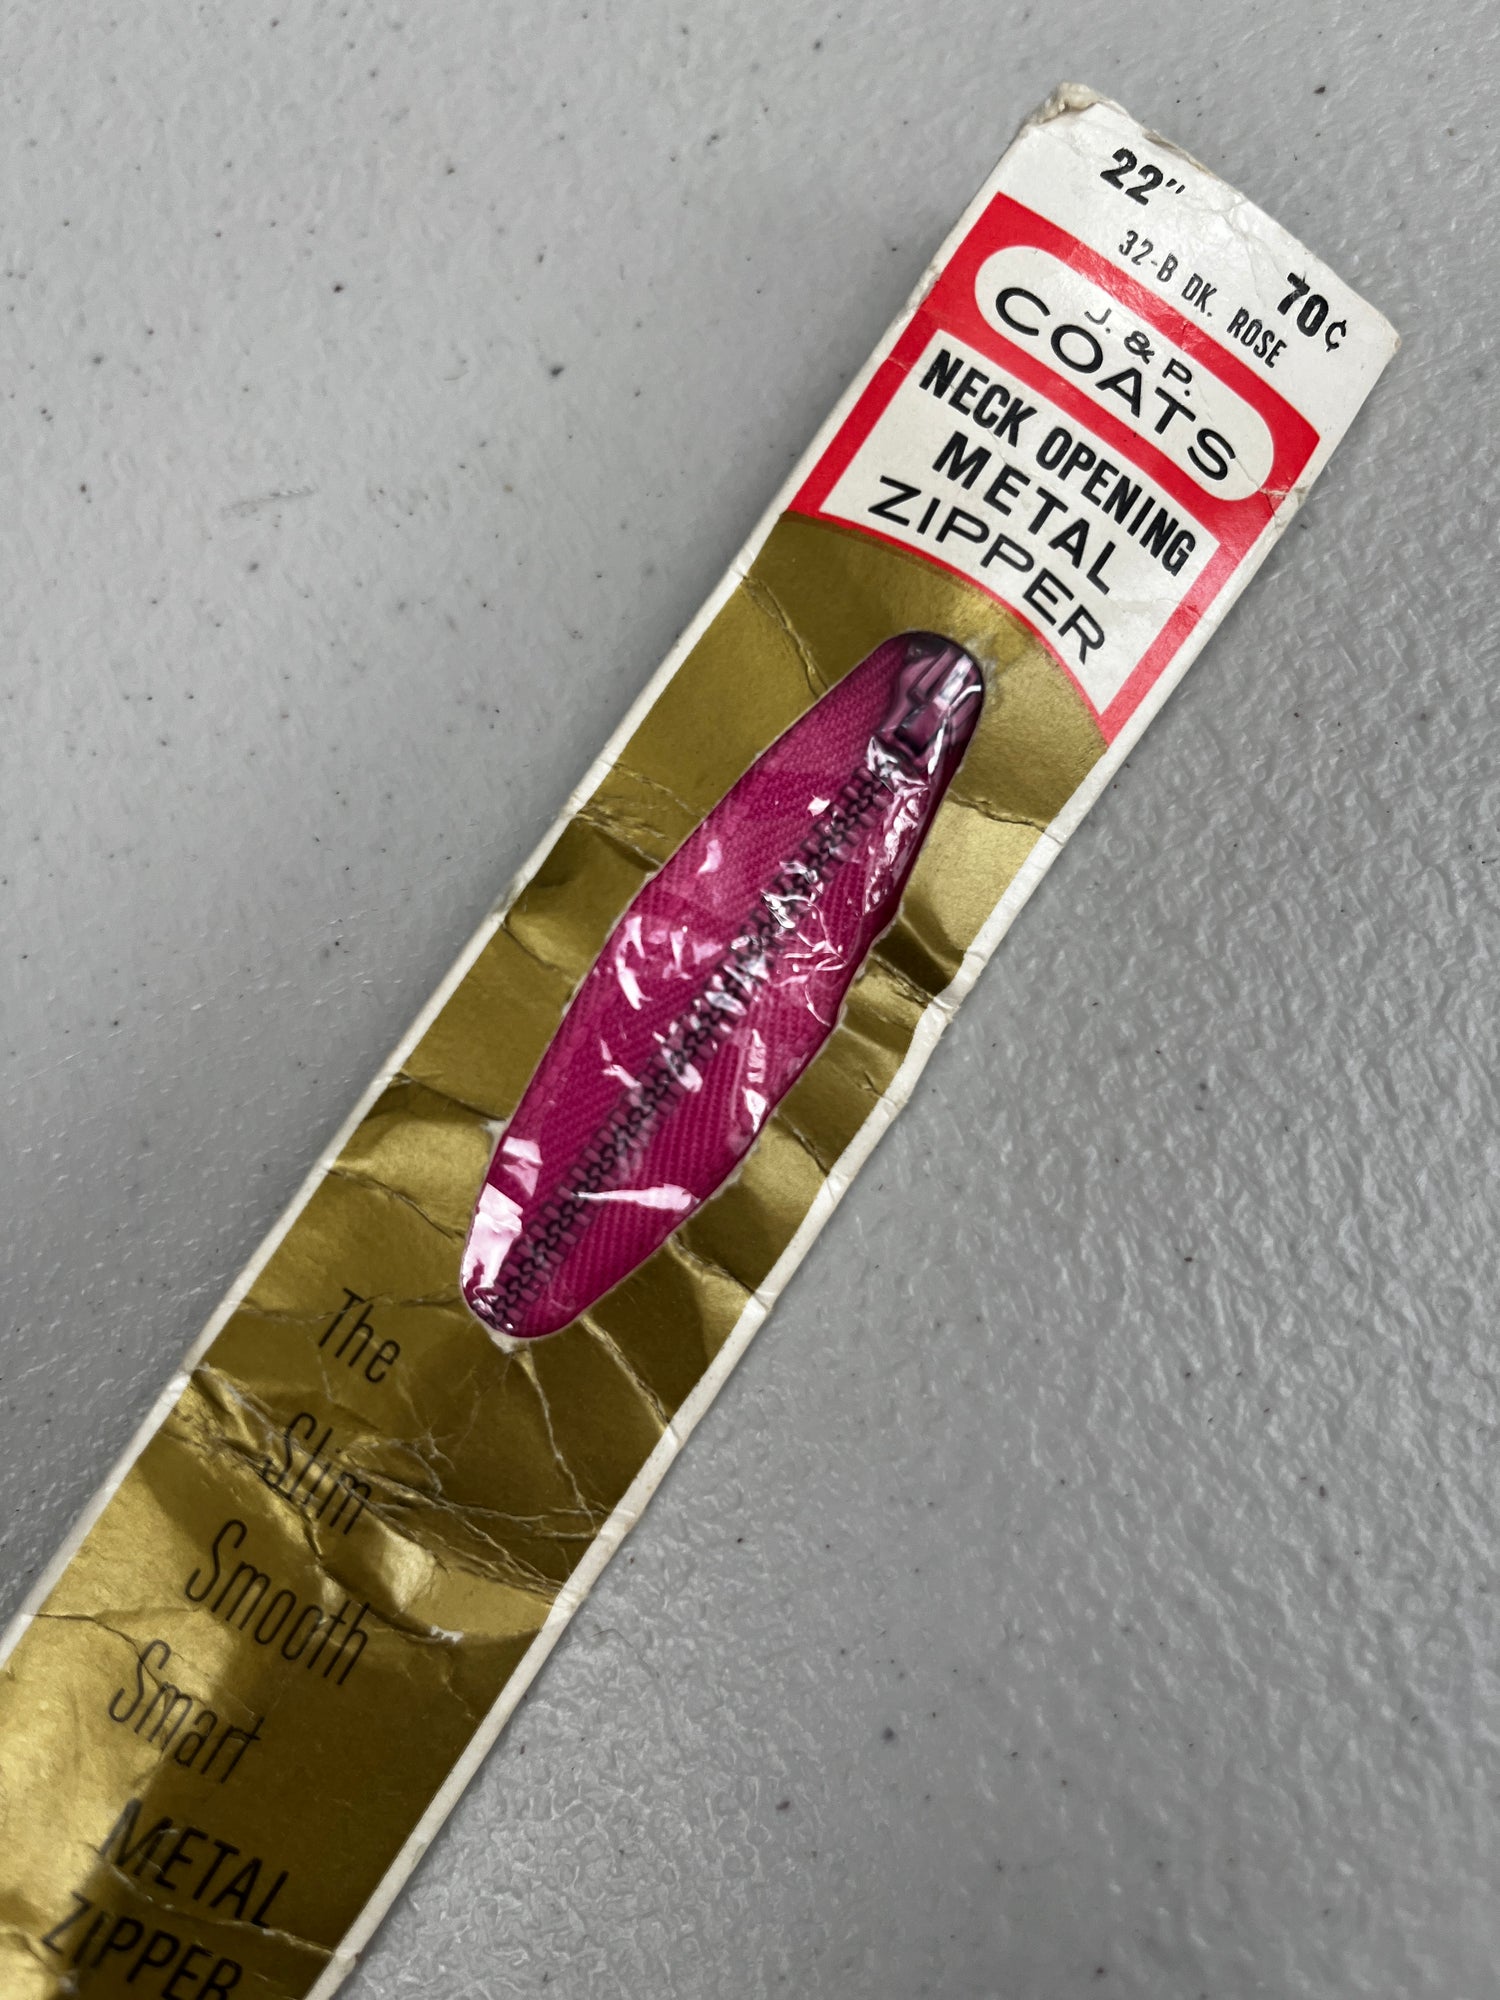 22"
70¢
32-B DK. ROSE
J. & P.
COATS
NECK OPENING
METAL
ZIPPER
The
Slim
Smooth
Smart
METAL
ZIPPER